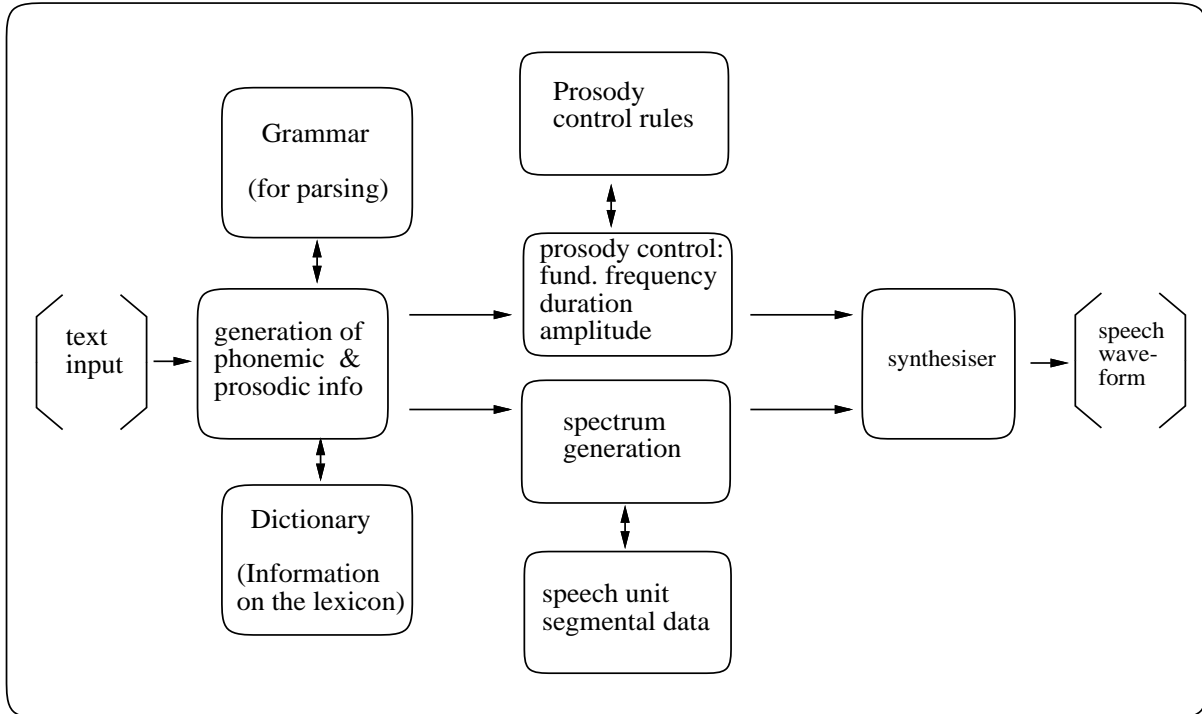 Grammar
(for parsing)
Prosody
control rules
prosody control:
fund. frequency
duration
amplitude
text
input
generation of
phonemic &
prosodic info
synthesiser
speech
wave-
form
spectrum
generation
Dictionary
(Information
on the lexicon)
speech unit
segmental data